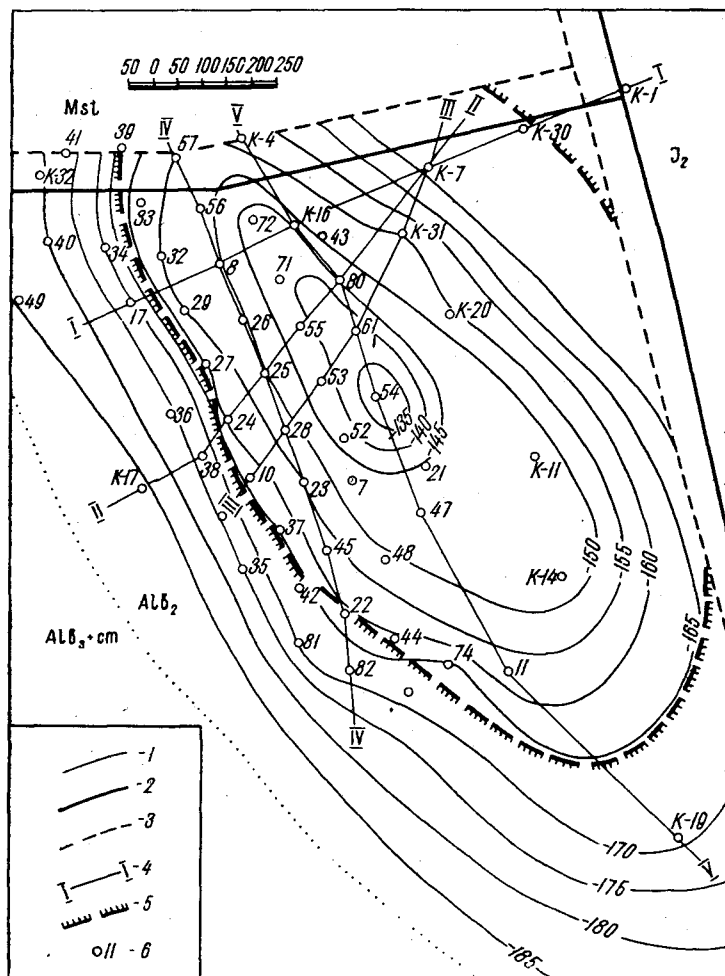 50 0 50 100 150 200 250
Mst
41
39
IV
57
V
K-4
III
II
K-7
K-30
K-1
I
J₂
K-32
33
56
72
K-16
43
K-31
40
34
32
8
71
80
K-20
49
I
17
29
26
55
61
27
25
53
54
-135
-140
-145
36
24
28
52
21
K-11
38
10
7
K-17
II
III
23
47
37
35
45
48
K-14
-150
-155
-160
-165
42
22
44
Alb₂
Alb₃+cm
81
82
74
11
IV
K-19
V
-170
-175
-180
-185
-1
-2
-3
I I -4
-5
11 -6